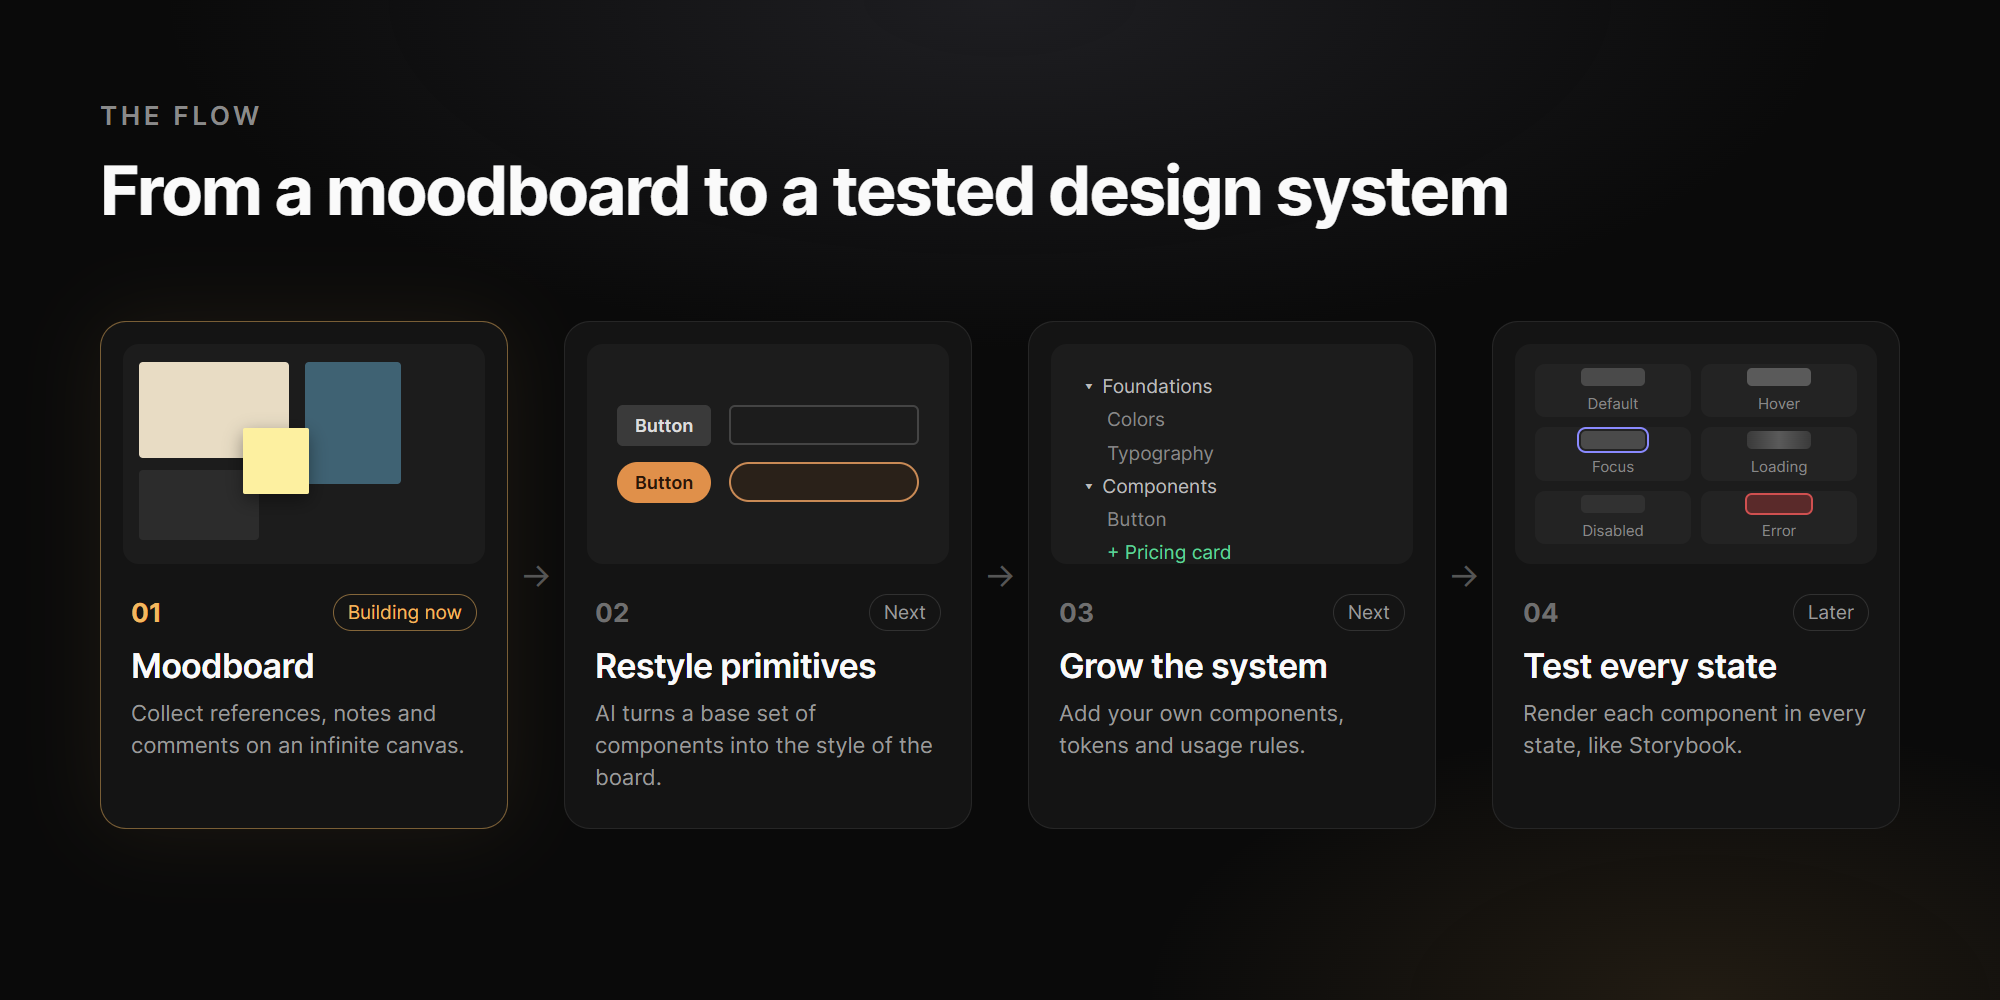 THE FLOW
From a moodboard to a tested design system
01
Building now
Moodboard
Collect references, notes and
comments on an infinite canvas.
→
Button
Button
02
Next
Restyle primitives
AI turns a base set of
components into the style of the
board.
→
▾ Foundations
Colors
Typography
▾ Components
Button
+ Pricing card
03
Next
Grow the system
Add your own components,
tokens and usage rules.
→
Default
Hover
Focus
Loading
Disabled
Error
04
Later
Test every state
Render each component in every
state, like Storybook.